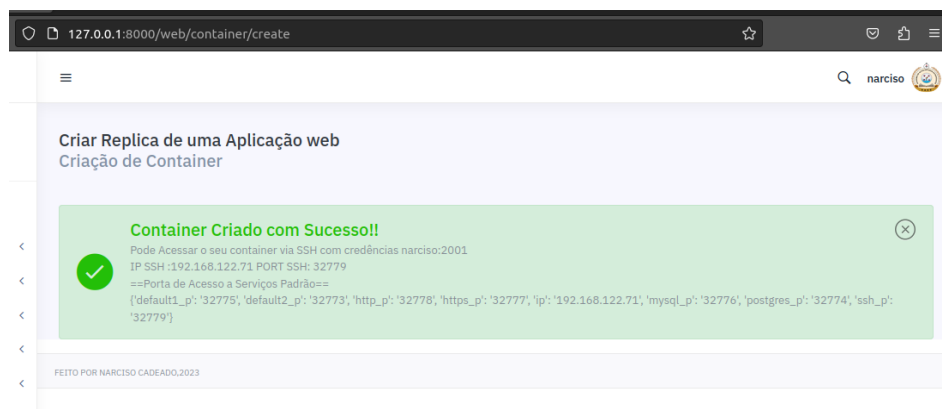 127.0.0.1:8000/web/container/create
narciso
Criar Replica de uma Aplicação web
Criação de Container
Container Criado com Sucesso!!
Pode Acessar o seu container via SSH com credências narciso:2001
IP SSH :192.168.122.71 PORT SSH: 32779
==Porta de Acesso a Serviços Padrão==
{'default1_p': '32775', 'default2_p': '32773', 'http_p': '32778', 'https_p': '32777', 'ip': '192.168.122.71', 'mysql_p': '32776', 'postgres_p': '32774', 'ssh_p':
'32779'}
FEITO POR NARCISO CADEADO,2023